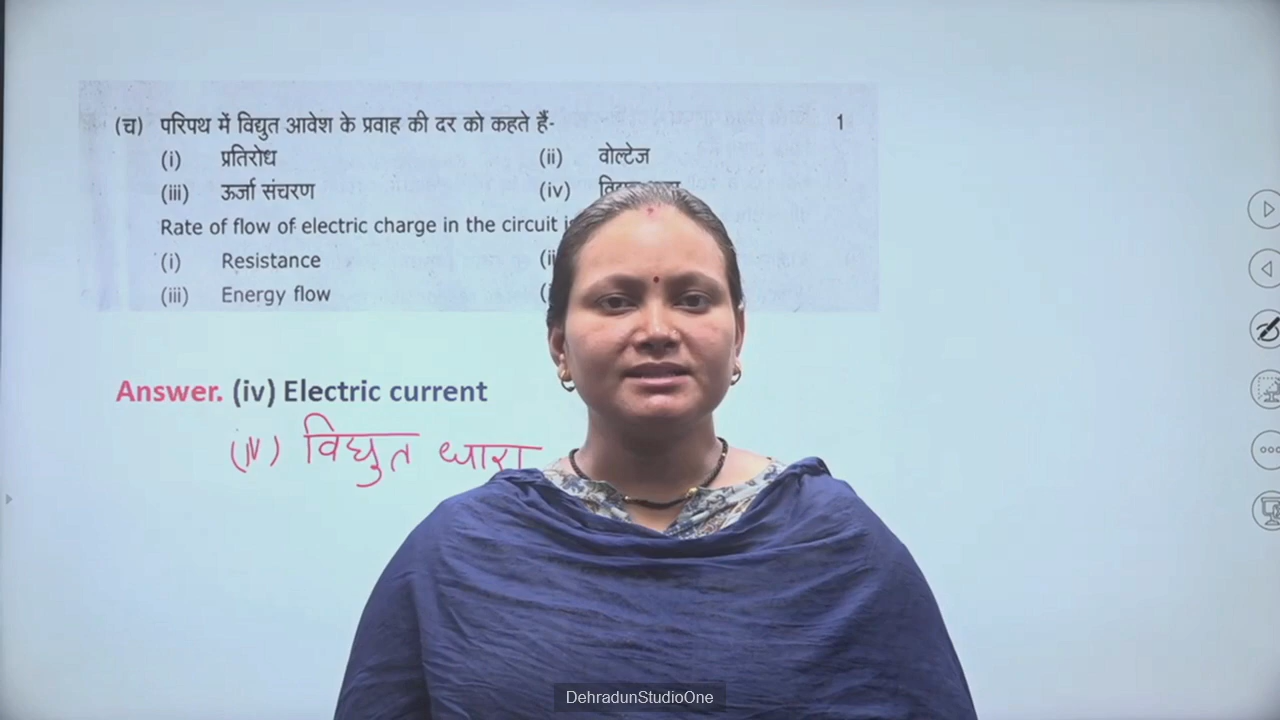 (च) परिपथ में विद्युत आवेश के प्रवाह की दर को कहते हैं- 1
(i) प्रतिरोध (ii) वोल्टेज
(iii) ऊर्जा संचरण (iv)
Rate of flow of electric charge in the circuit
(i) Resistance
(iii) Energy flow
Answer. (iv) Electric current
(iv) विद्युत धारा
DehradunStudioOne